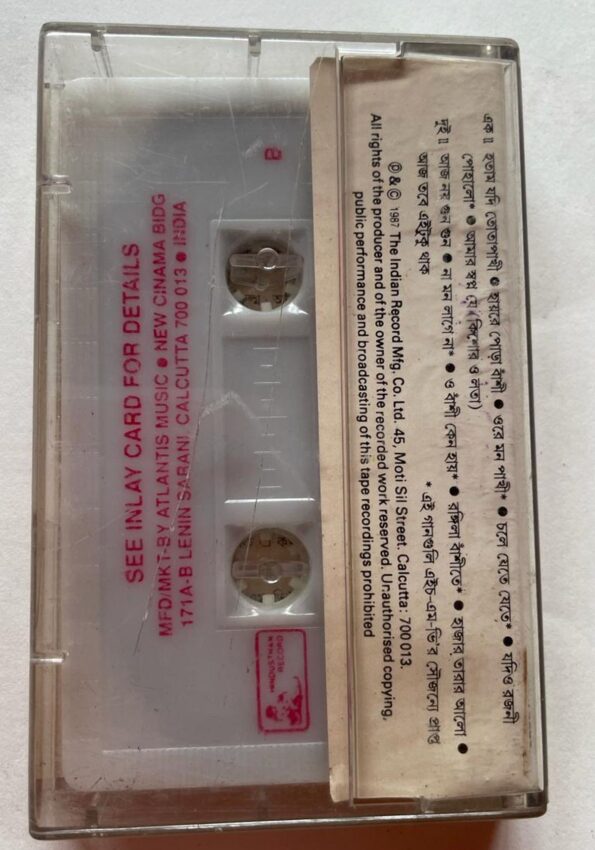 B
SEE INLAY CARD FOR DETAILS
MFD/MKT-BY ATLANTIS MUSIC ● NEW CINAMA BIDG
171A-B LENIN SARANI CALCUTTA 700 013 ● INDIA
HINDUSTHAN
RECORD
এক॥ হতাম যদি তোতাপাখী ● হায়রে পোড়া বাঁশী ● ওরে মন পাখী* ● চলে যেতে যেতে* ● যদিও রজনী
পোহালো* ● আমার স্বপ্ন যে (কিশোর ও লতা)
দুই॥ আজ নয় গুন গুন ● না মন লাগে না* ● ও বাঁশী কেন হায়* ● রঙ্গিলা বাঁশীতে* ● হাজার তারার আলো ●
আজ তবে এইটুকু থাক
* এই গানগুলি এইচ-এম-ভি'র সৌজন্যে প্রাপ্ত
Ⓟ & © 1987 The Indian Record Mfg. Co. Ltd. 45, Moti Sil Street. Calcutta: 700 013.
All rights of the producer and of the owner of the recorded work reserved. Unauthorised copying,
public performance and broadcasting of this tape recordings prohibited